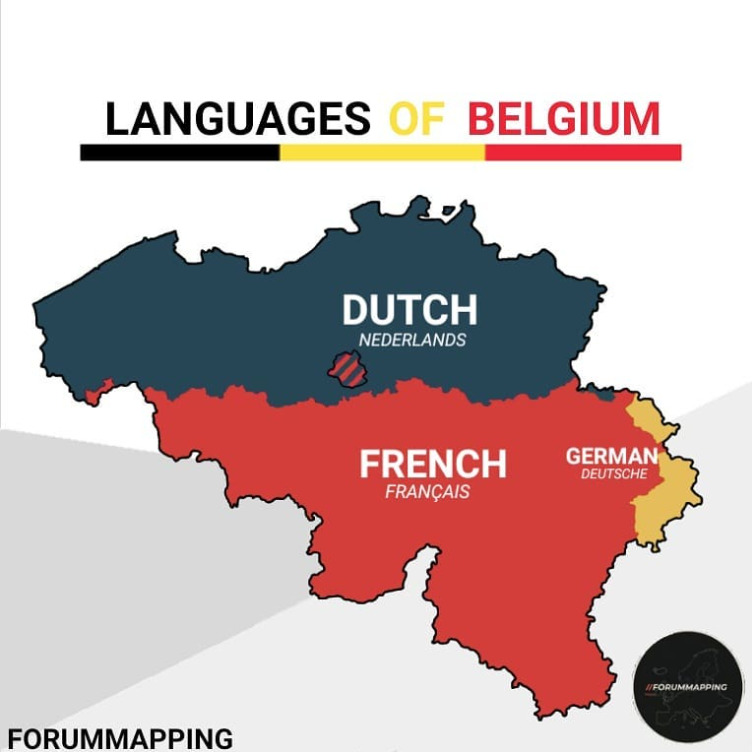 LANGUAGES OF BELGIUM
DUTCH
NEDERLANDS
FRENCH
FRANÇAIS
GERMAN
DEUTSCHE
//FORUMMAPPING
FORUMMAPPING